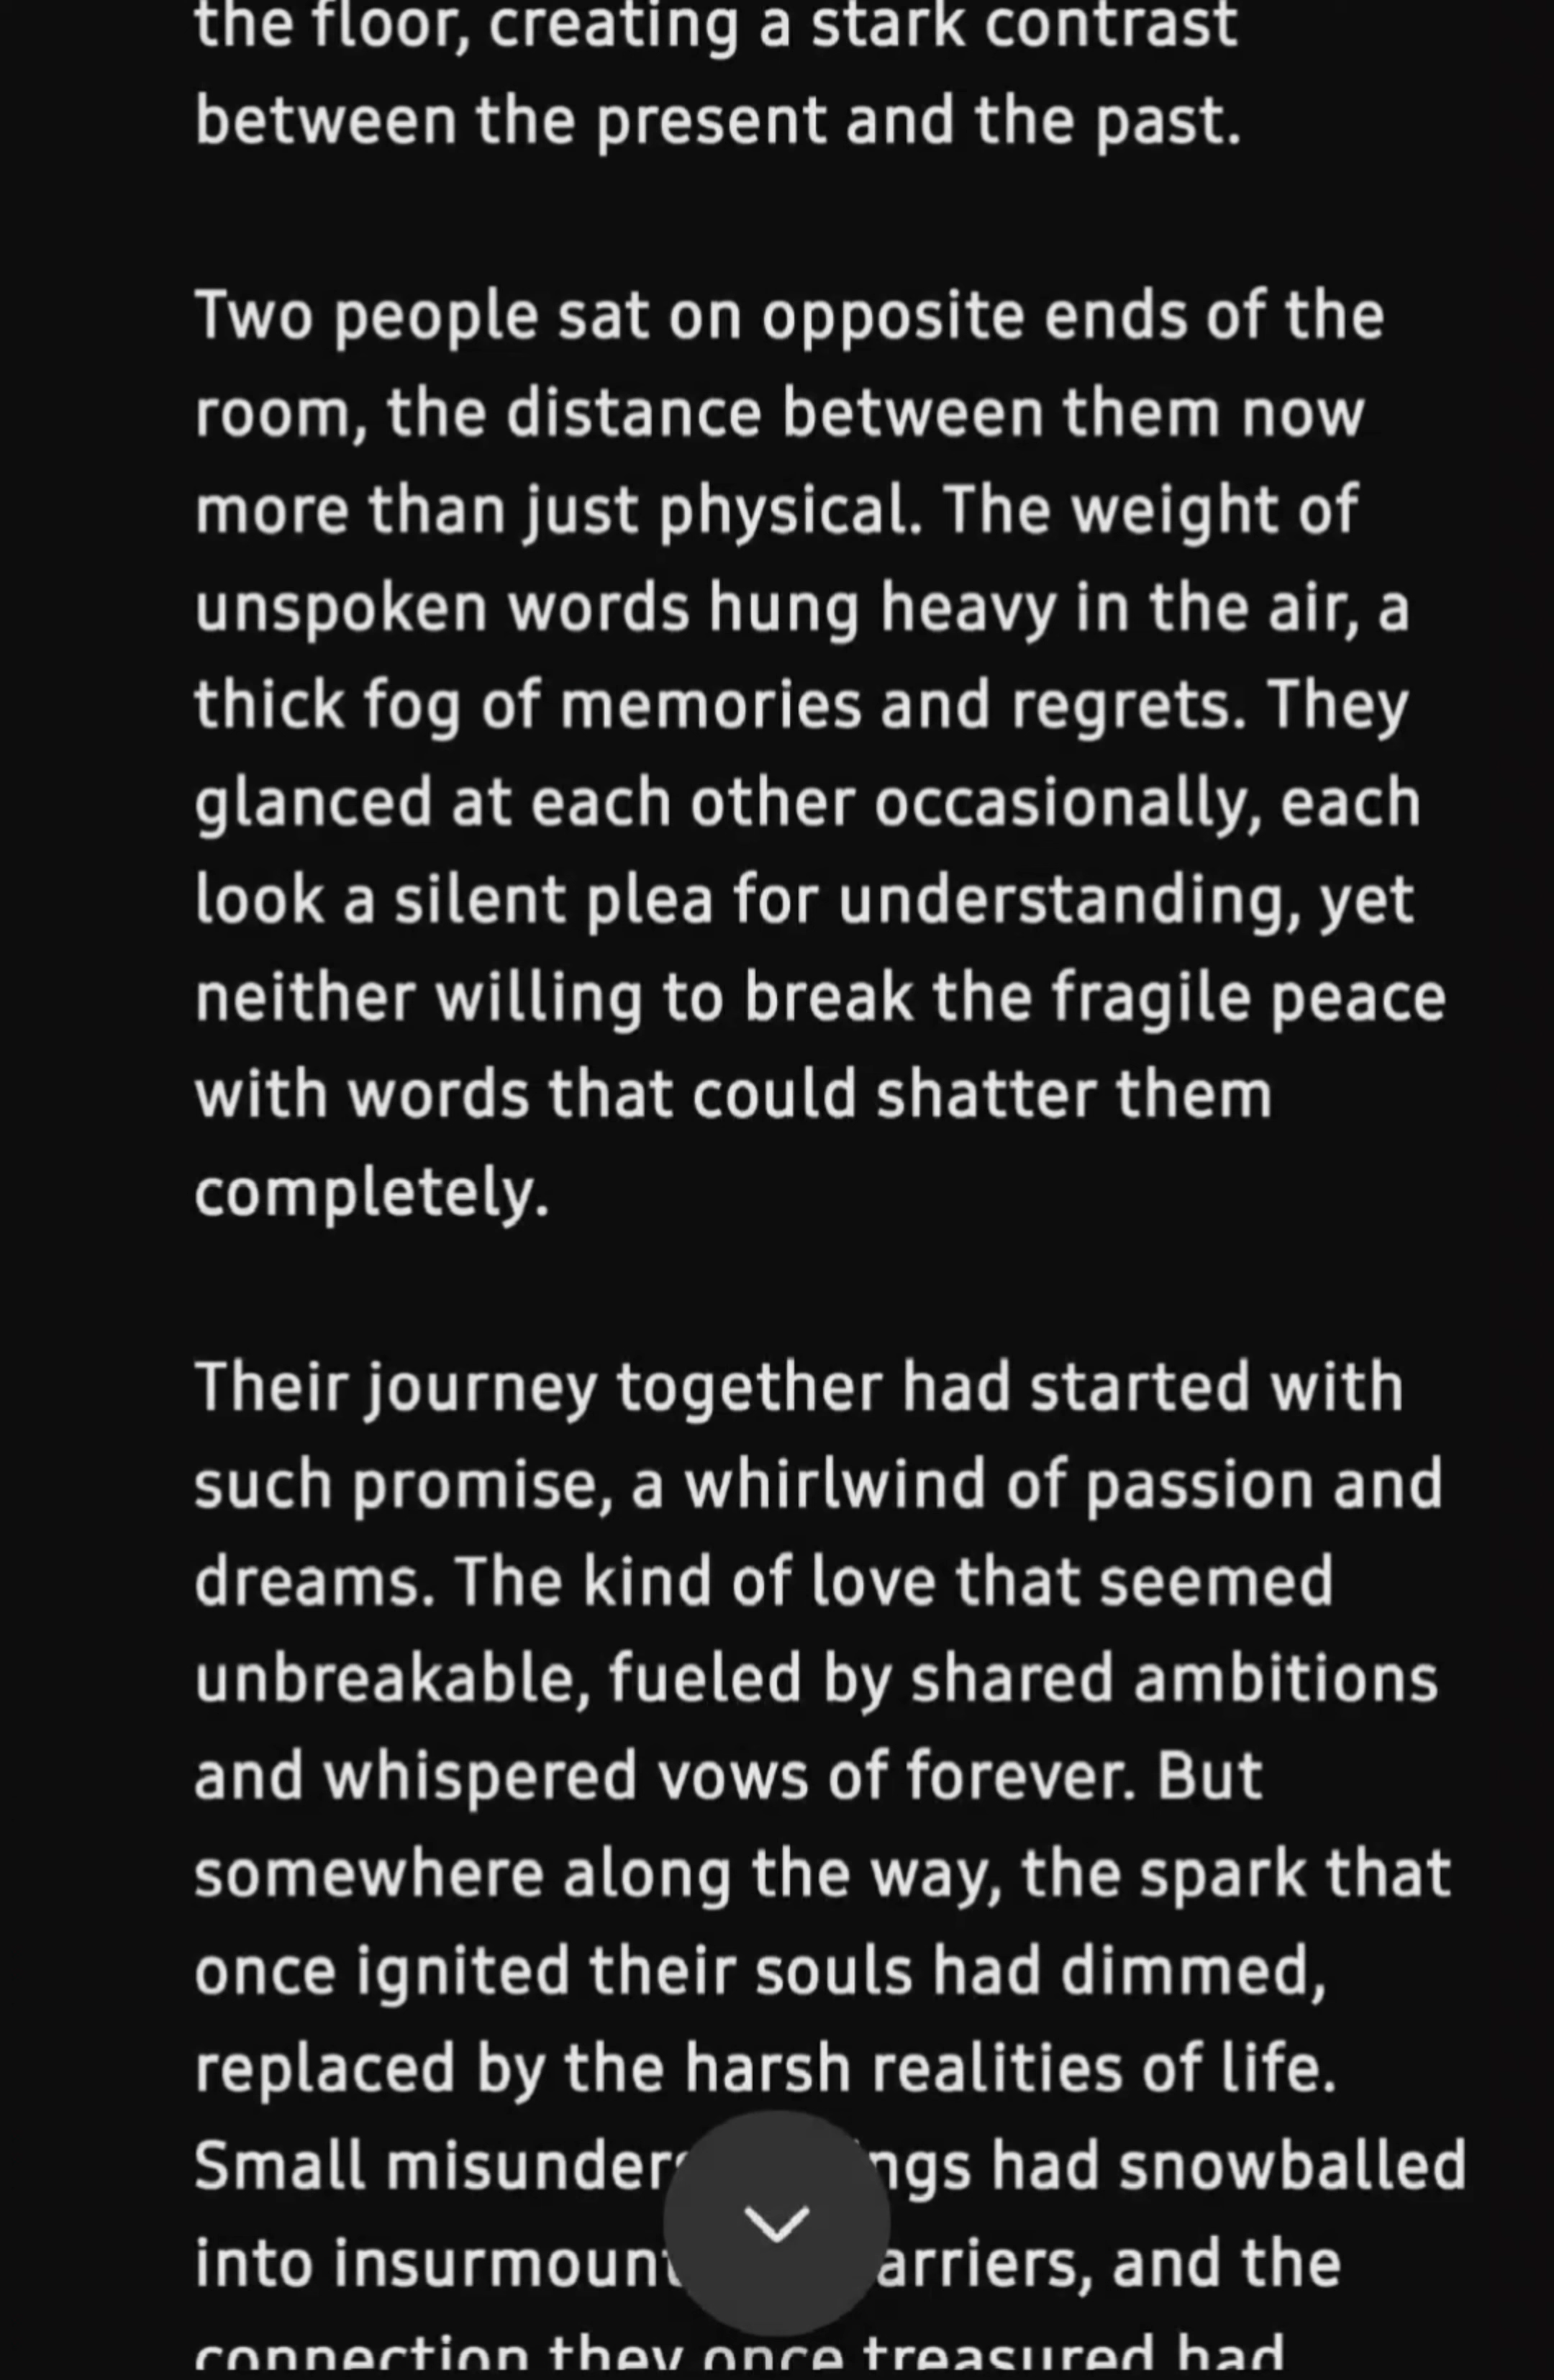 the floor, creating a stark contrast
between the present and the past.
Two people sat on opposite ends of the
room, the distance between them now
more than just physical. The weight of
unspoken words hung heavy in the air, a
thick fog of memories and regrets. They
glanced at each other occasionally, each
look a silent plea for understanding, yet
neither willing to break the fragile peace
with words that could shatter them
completely.
Their journey together had started with
such promise, a whirlwind of passion and
dreams. The kind of love that seemed
unbreakable, fueled by shared ambitions
and whispered vows of forever. But
somewhere along the way, the spark that
once ignited their souls had dimmed,
replaced by the harsh realities of life.
Small had snowballed
into and the
connection they once treasured had